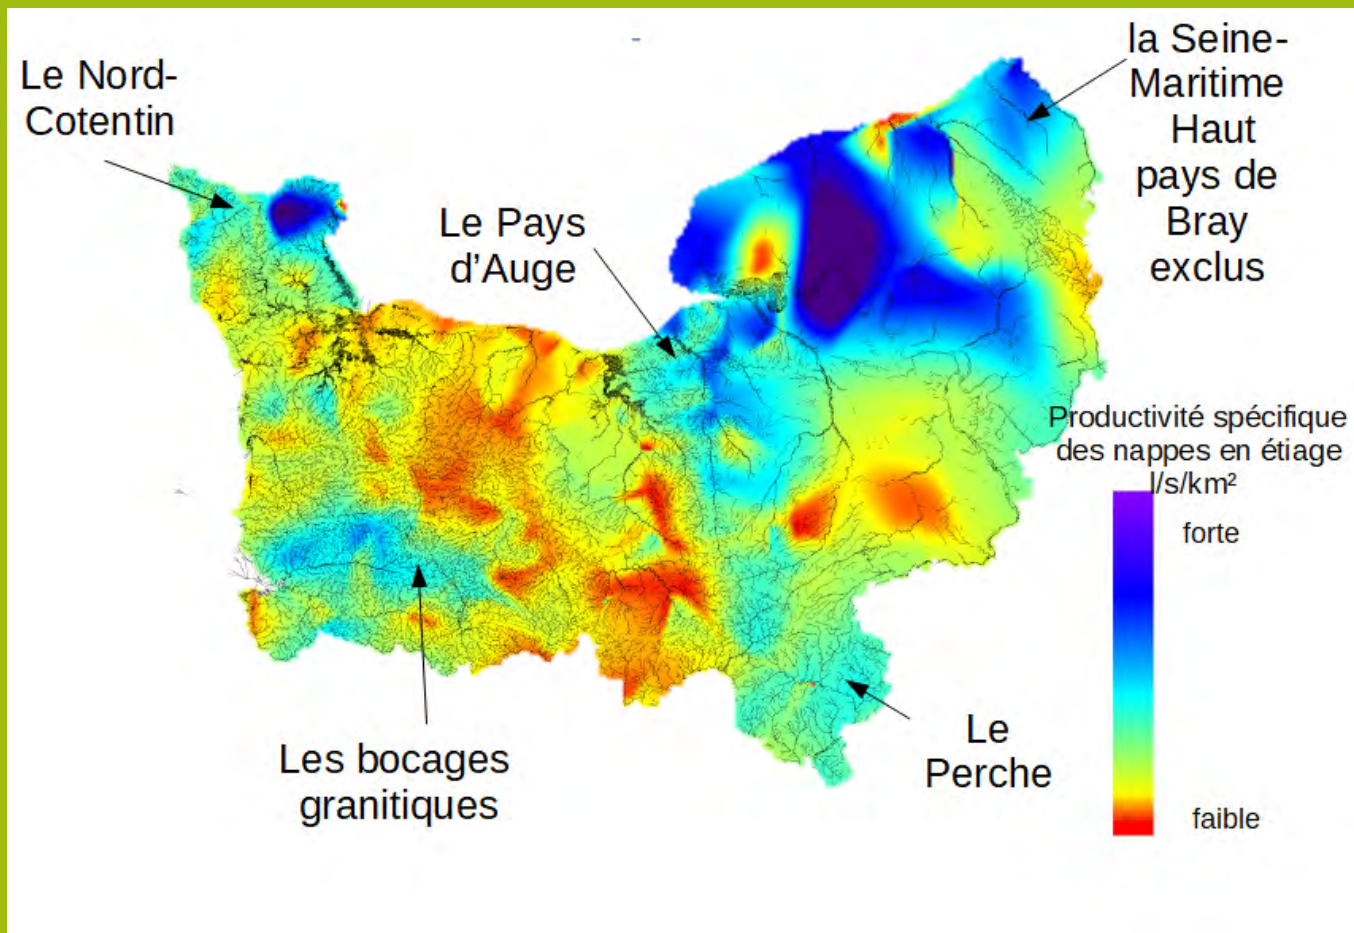 Le Nord-
Cotentin
Le Pays
d’Auge
la Seine-
Maritime
Haut
pays de
Bray
exclus
Productivité spécifique
des nappes en étiage
l/s/km²
forte
faible
Les bocages
granitiques
Le
Perche